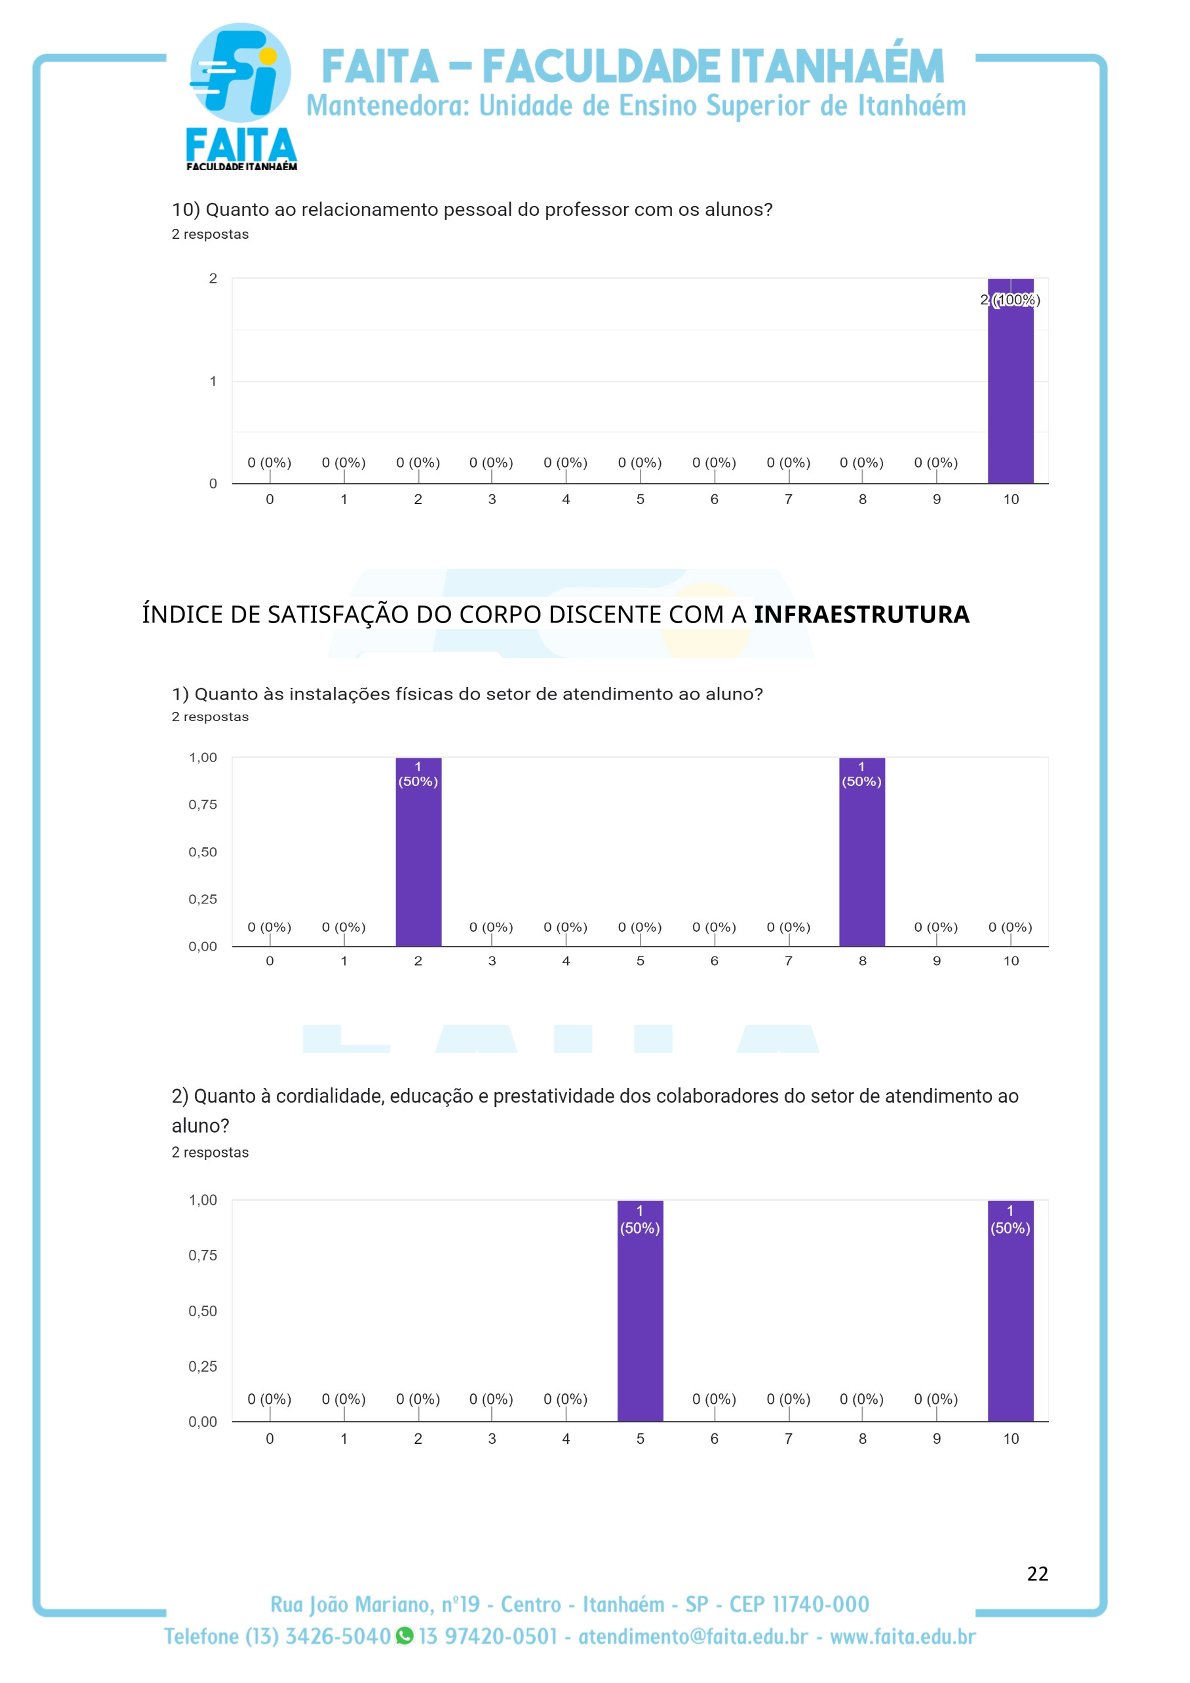 FAITA – FACULDADE ITANHAÉM
Mantenedora: Unidade de Ensino Superior de Itanhaém
FAITA
FACULDADE ITANHAÉM
10) Quanto ao relacionamento pessoal do professor com os alunos?
2 respostas
2
2 (100%)
1
0 (0%) 0 (0%) 0 (0%) 0 (0%) 0 (0%) 0 (0%) 0 (0%) 0 (0%) 0 (0%) 0 (0%)
0
0 1 2 3 4 5 6 7 8 9 10
ÍNDICE DE SATISFAÇÃO DO CORPO DISCENTE COM A INFRAESTRUTURA
1) Quanto às instalações físicas do setor de atendimento ao aluno?
2 respostas
1,00
1 1
(50%) (50%)
0,75
0,50
0,25
0 (0%) 0 (0%) 0 (0%) 0 (0%) 0 (0%) 0 (0%) 0 (0%) 0 (0%) 0 (0%)
0,00
0 1 2 3 4 5 6 7 8 9 10
2) Quanto à cordialidade, educação e prestatividade dos colaboradores do setor de atendimento ao
aluno?
2 respostas
1,00
1 1
(50%) (50%)
0,75
0,50
0,25
0 (0%) 0 (0%) 0 (0%) 0 (0%) 0 (0%) 0 (0%) 0 (0%) 0 (0%) 0 (0%)
0,00
0 1 2 3 4 5 6 7 8 9 10
22
Rua João Mariano, nº19 - Centro - Itanhaém - SP - CEP 11740-000
Telefone (13) 3426-5040 13 97420-0501 - atendimento@faita.edu.br - www.faita.edu.br